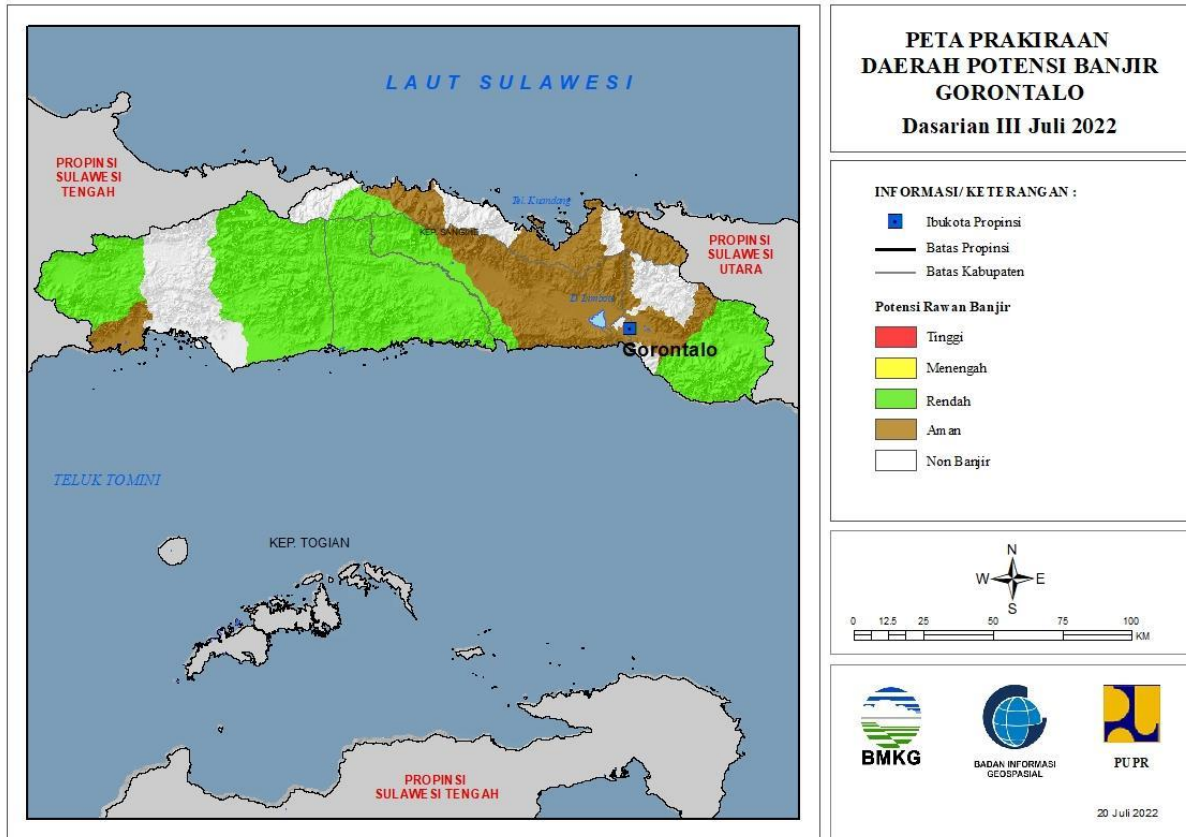 LAUT SULAWESI
PROPINSI
SULAWESI
TENGAH
Tel. Kuandang
KEP. SANGIHE
PROPINSI
SULAWESI
UTARA
D. Limboto
Gorontalo
TELUK TOMINI
KEP. TOGIAN
PROPINSI
SULAWESI TENGAH
PETA PRAKIRAAN
DAERAH POTENSI BANJIR
GORONTALO
Dasarian III Juli 2022
INFORMASI/ KETERANGAN :
Ibukota Propinsi
Batas Propinsi
Batas Kabupaten
Potensi Rawan Banjir
Tinggi
Menengah
Rendah
Aman
Non Banjir
N
W E
S
0 12.5 25 50 75 100
KM
BMKG
BADAN INFORMASI
GEOSPASIAL
PUPR
20 Juli 2022